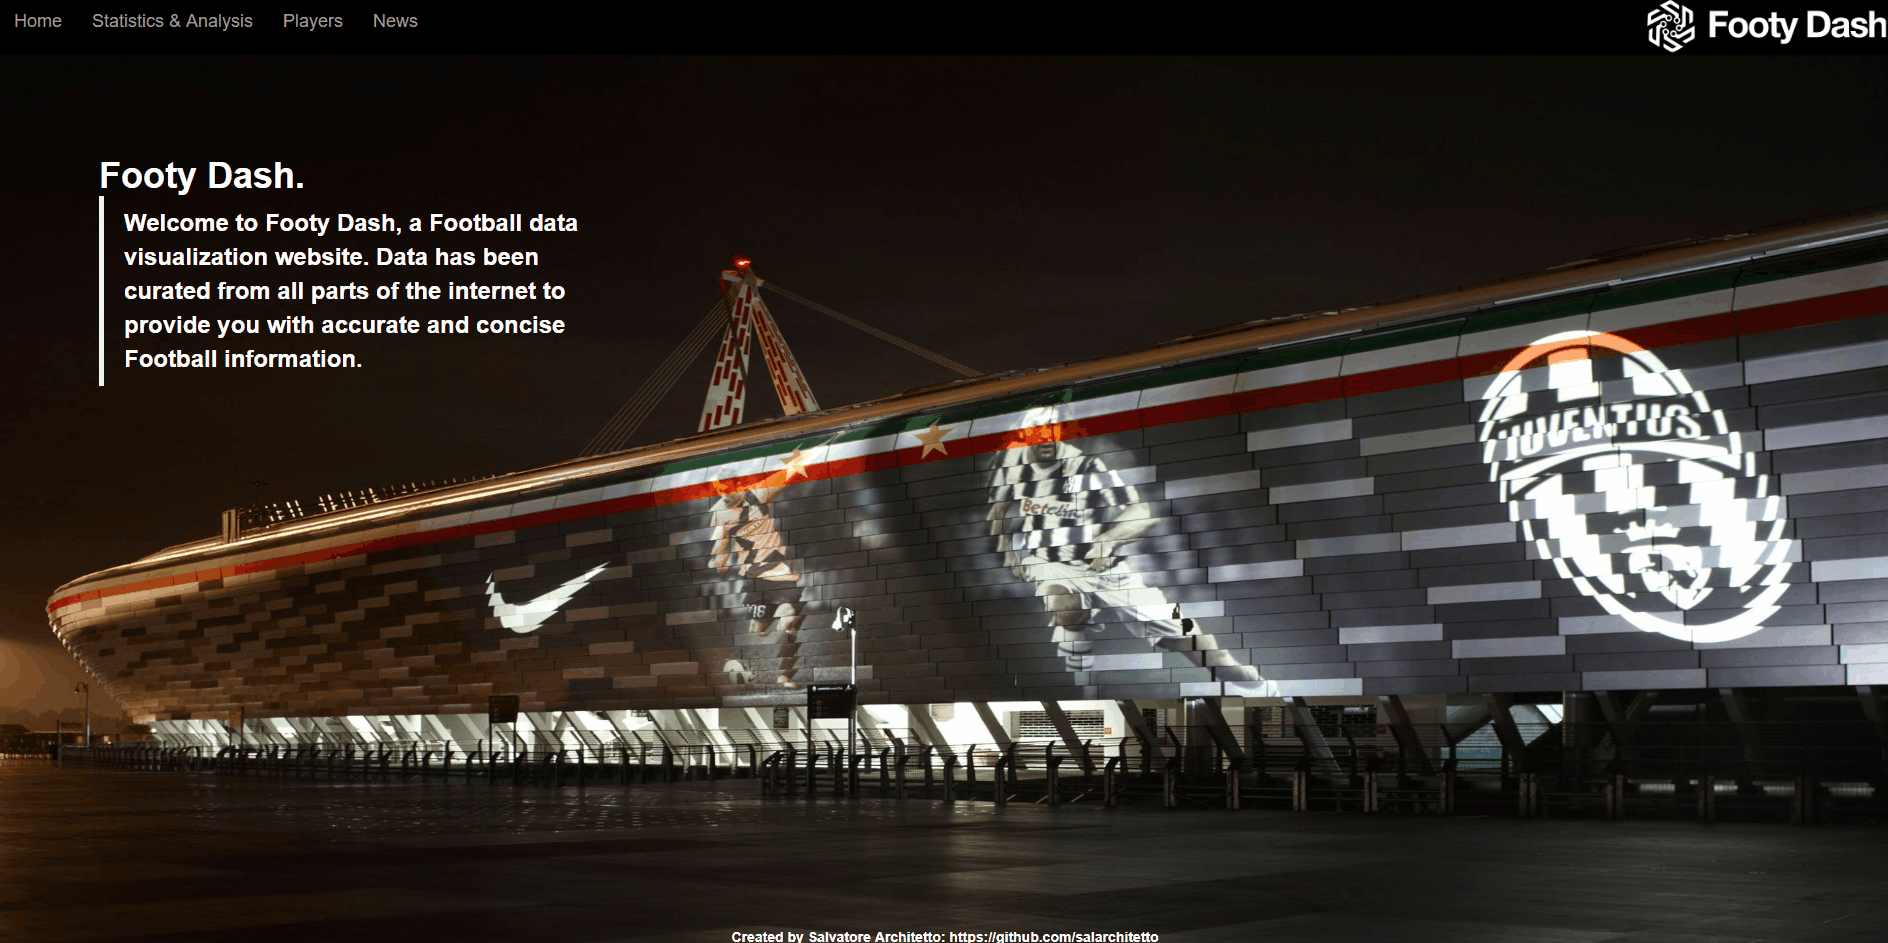 Home Statistics & Analysis Players News
Footy Dash
Footy Dash.
Welcome to Footy Dash, a Football data
visualization website. Data has been
curated from all parts of the internet to
provide you with accurate and concise
Football information.
JUVENTUS
Betclic
Created by Salvatore Architetto: https://github.com/salarchitetto